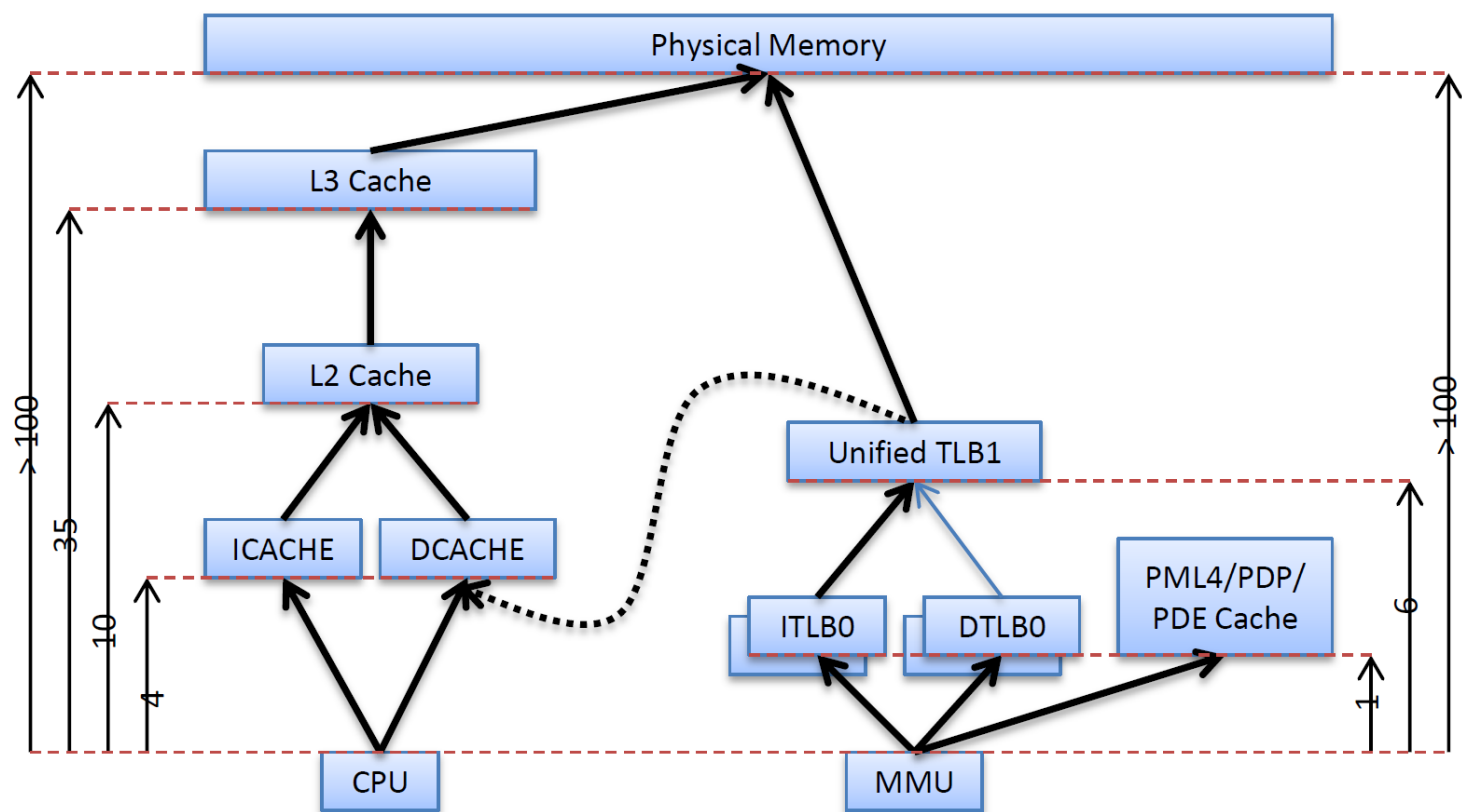 Physical Memory
L3 Cache
L2 Cache
Unified TLB1
ICACHE
DCACHE
PML4/PDP/
PDE Cache
ITLB0
DTLB0
CPU
MMU
>100
35
10
4
1
6
>100